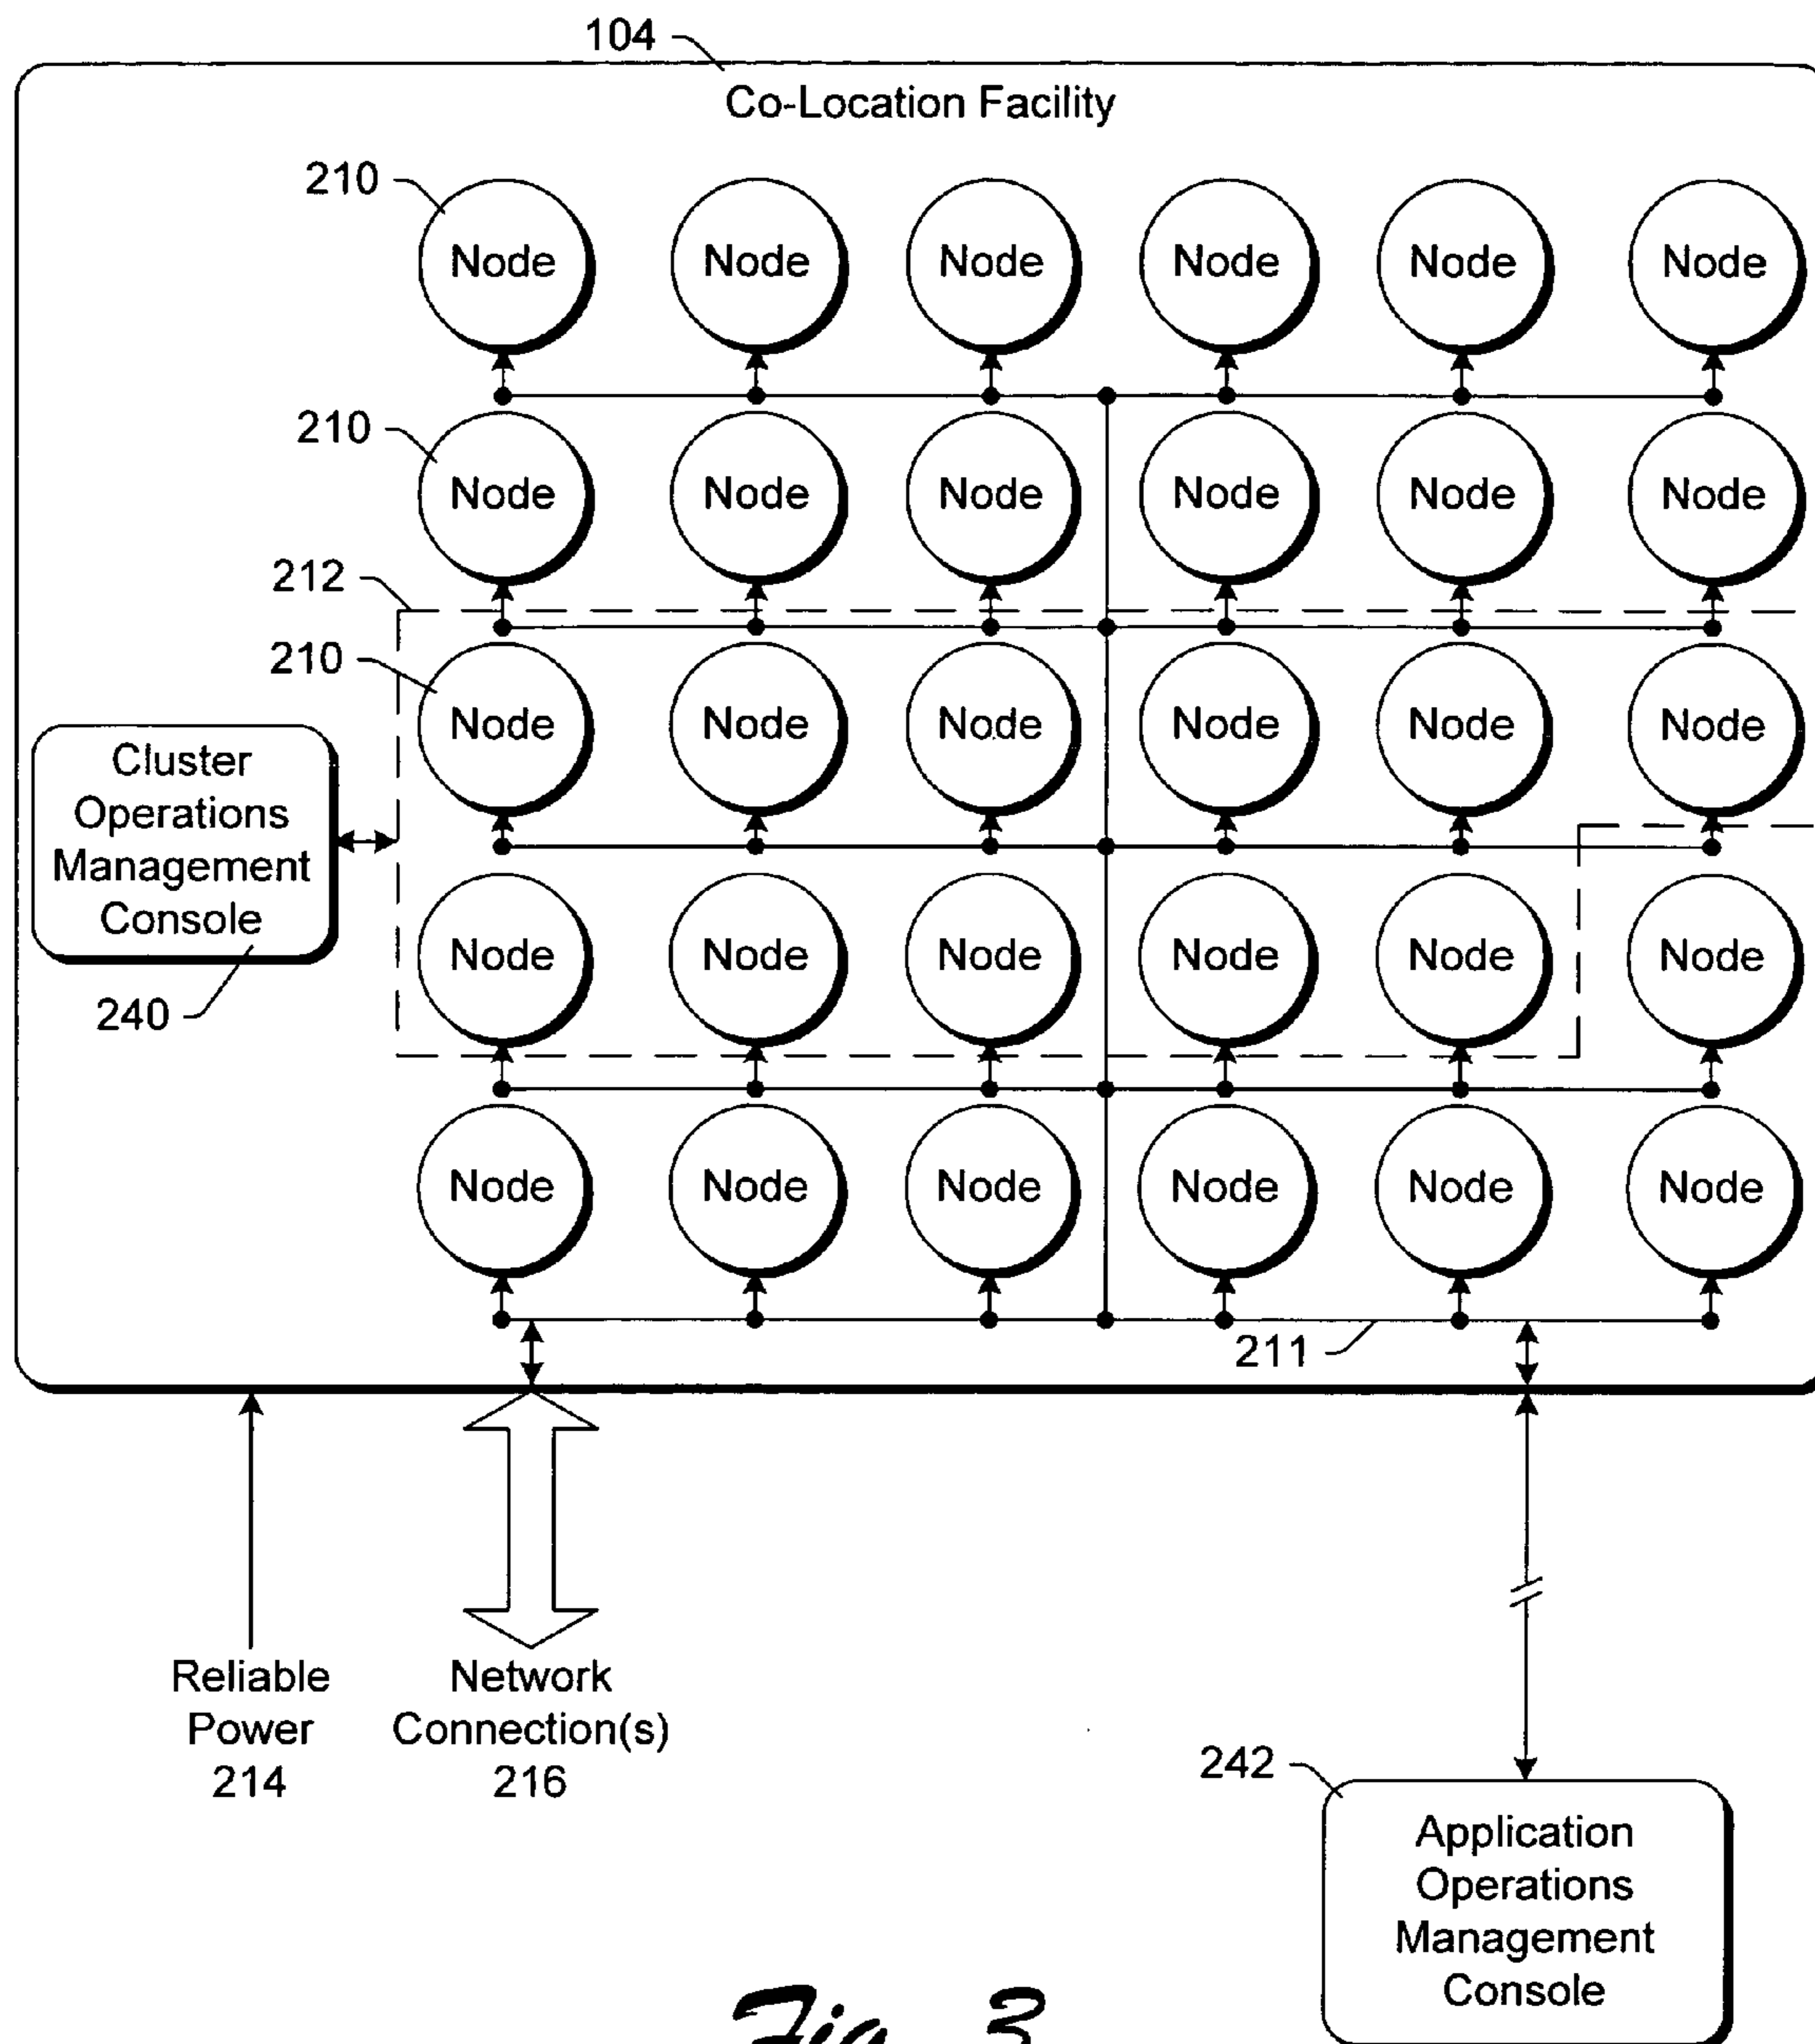 104
Co-Location Facility
210
Node Node Node Node Node Node
210
Node Node Node Node Node Node
212
210
Node Node Node Node Node Node
Cluster
Operations
Management
Console
240
Node Node Node Node Node Node
Node Node Node Node Node Node
211
Reliable
Power
214
Network
Connection(s)
216
242
Application
Operations
Management
Console
Fig. 3